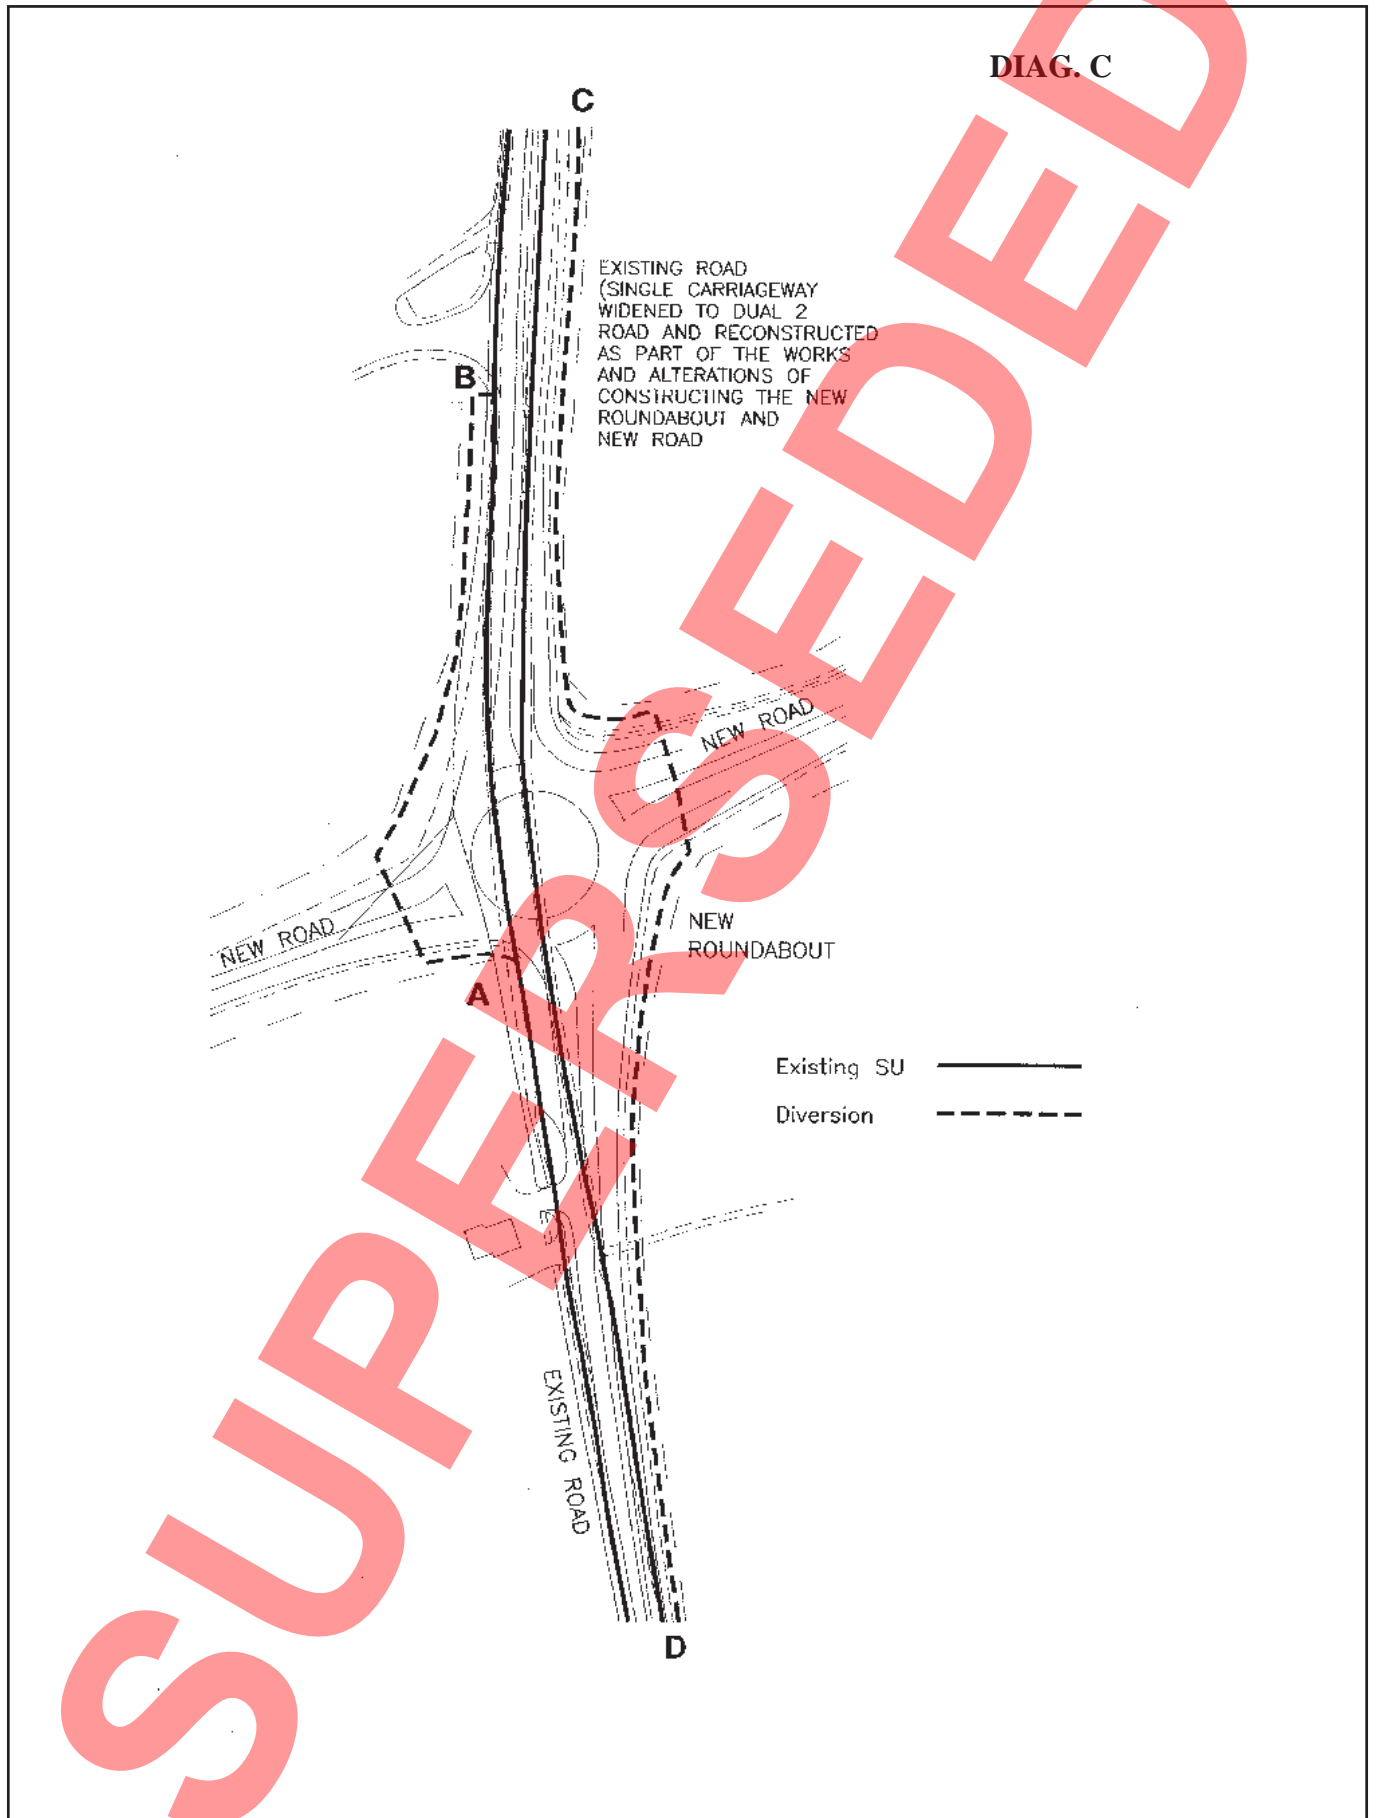 DIAG. C
C
EXISTING ROAD
(SINGLE CARRIAGEWAY
WIDENED TO DUAL 2
ROAD AND RECONSTRUCTED
AS PART OF THE WORKS
AND ALTERATIONS OF
CONSTRUCTING THE NEW
ROUNDABOUT AND
NEW ROAD
B
NEW ROAD
NEW ROAD
NEW
ROUNDABOUT
A
Existing SU
Diversion
EXISTING ROAD
D
SUPERSEDED